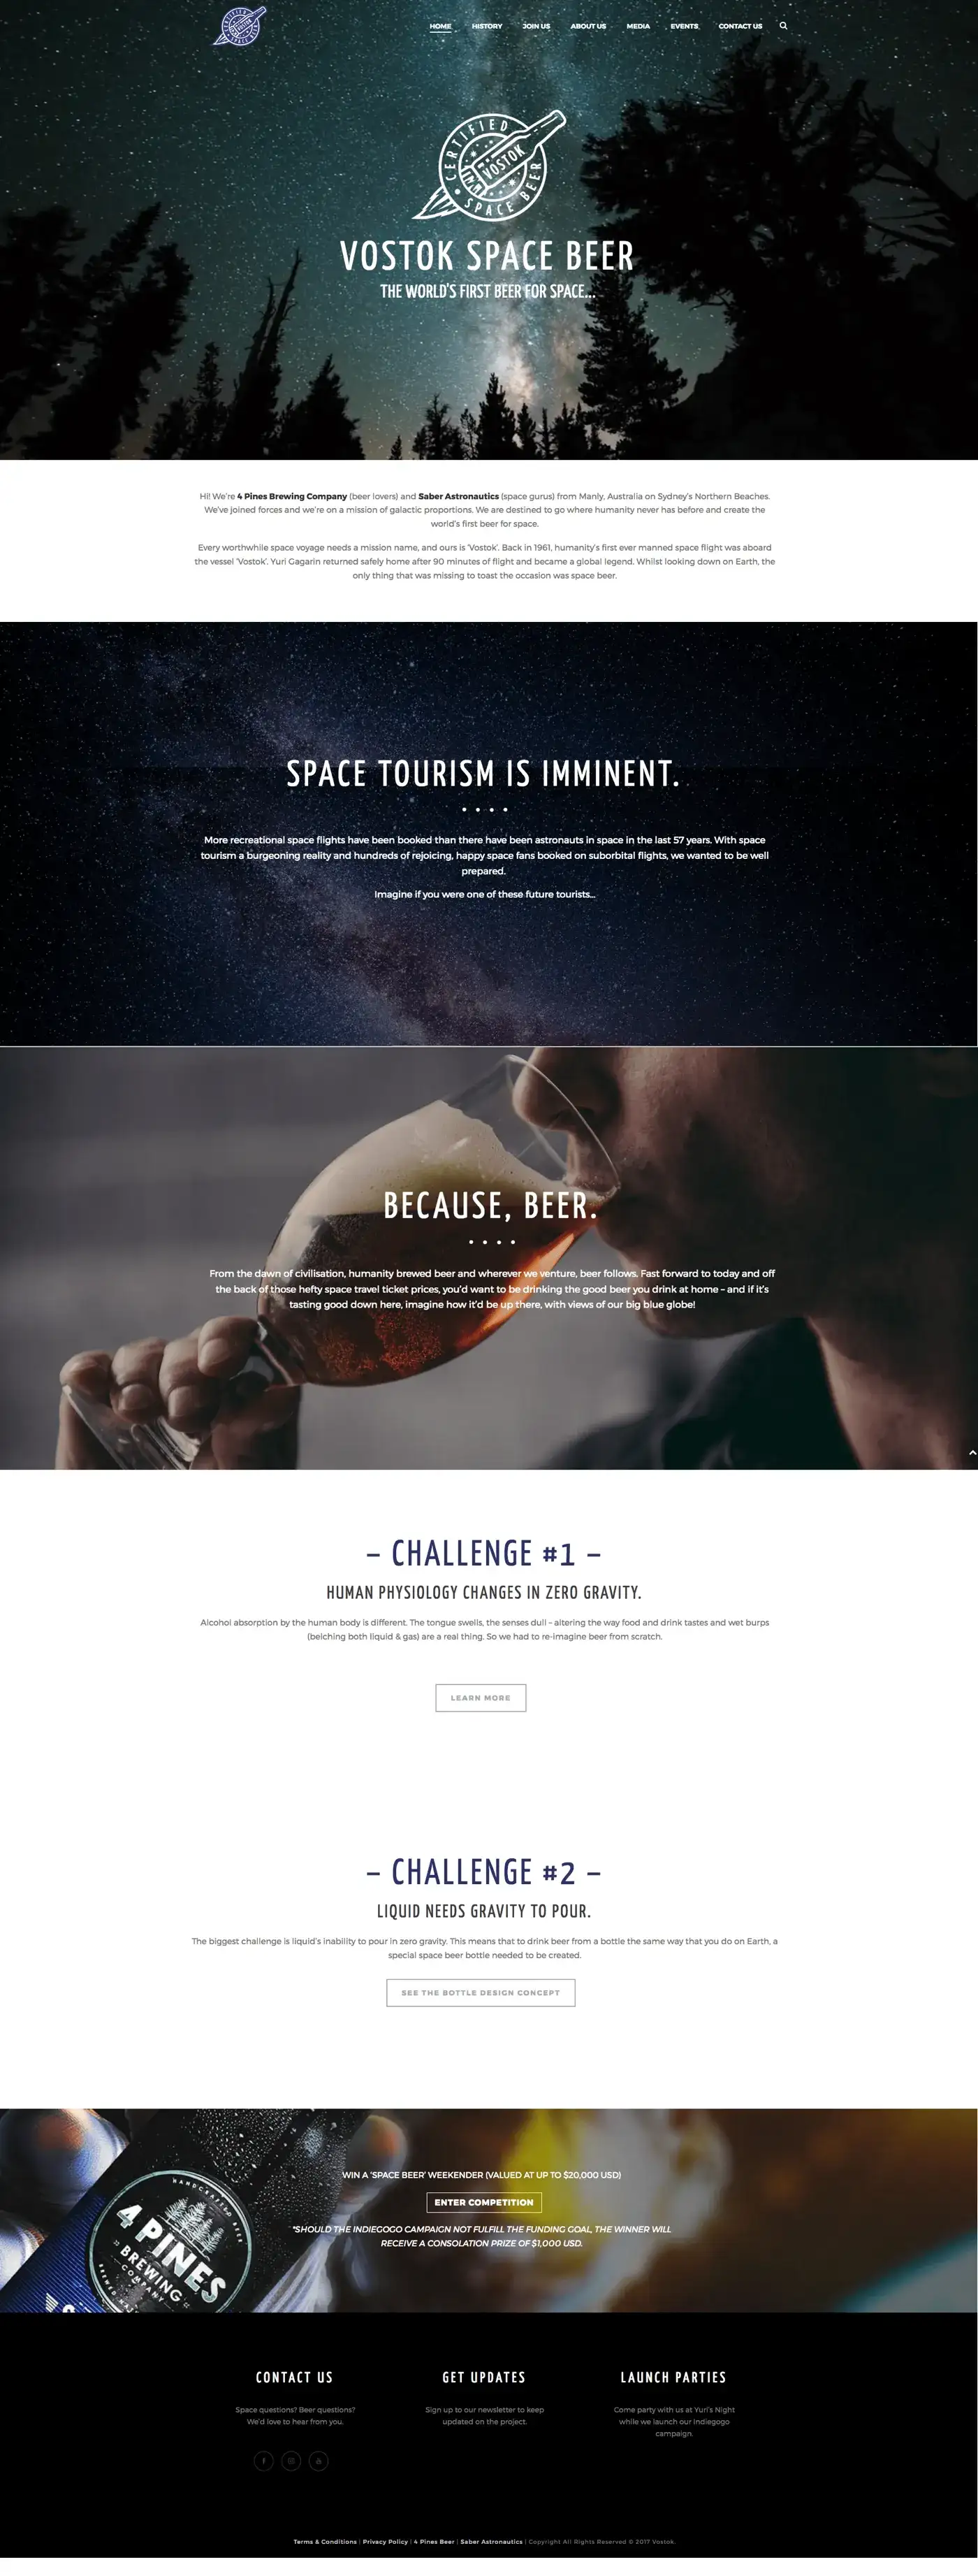 CERTIFIED
VOSTOK
SPACE BEER
HOME HISTORY JOIN US ABOUT US MEDIA EVENTS CONTACT US
CERTIFIED
VOSTOK
SPACE BEER
VOSTOK SPACE BEER
THE WORLD'S FIRST BEER FOR SPACE...
Hi! We're 4 Pines Brewing Company (beer lovers) and Saber Astronautics (space gurus) from Manly, Australia on Sydney's Northern Beaches.
We've joined forces and we're on a mission of galactic proportions. We are destined to go where humanity never has before and create the
world's first beer for space.
Every worthwhile space voyage needs a mission name, and ours is 'Vostok'. Back in 1961, humanity's first ever manned space flight was aboard
the vessel 'Vostok'. Yuri Gagarin returned safely home after 90 minutes of flight and became a global legend. Whilst looking down on Earth, the
only thing that was missing to toast the occasion was space beer.
SPACE TOURISM IS IMMINENT.
More recreational space flights have been booked than there have been astronauts in space in the last 57 years. With space
tourism a burgeoning reality and hundreds of rejoicing, happy space fans booked on suborbital flights, we wanted to be well
prepared.
Imagine if you were one of these future tourists...
BECAUSE, BEER.
From the dawn of civilisation, humanity brewed beer and wherever we venture, beer follows. Fast forward to today and off
the back of those hefty space travel ticket prices, you'd want to be drinking the good beer you drink at home – and if it's
tasting good down here, imagine how it'd be up there, with views of our big blue globe!
– CHALLENGE #1 –
HUMAN PHYSIOLOGY CHANGES IN ZERO GRAVITY.
Alcohol absorption by the human body is different. The tongue swells, the senses dull – altering the way food and drink tastes and wet burps
(belching both liquid & gas) are a real thing. So we had to re-imagine beer from scratch.
LEARN MORE
– CHALLENGE #2 –
LIQUID NEEDS GRAVITY TO POUR.
The biggest challenge is liquid's inability to pour in zero gravity. This means that to drink beer from a bottle the same way that you do on Earth, a
special space beer bottle needed to be created.
SEE THE BOTTLE DESIGN CONCEPT
HANDCRAFTED BEER
4 PINES
BREWING
COMPANY
WIN A 'SPACE BEER' WEEKENDER (VALUED AT UP TO $20,000 USD)
ENTER COMPETITION
*SHOULD THE INDIEGOGO CAMPAIGN NOT FULFILL THE FUNDING GOAL, THE WINNER WILL
RECEIVE A CONSOLATION PRIZE OF $1,000 USD.
CONTACT US
Space questions? Beer questions?
We'd love to hear from you.
GET UPDATES
Sign up to our newsletter to keep
updated on the project.
LAUNCH PARTIES
Come party with us at Yuri's Night
while we launch our Indiegogo
campaign.
Terms & Conditions | Privacy Policy | 4 Pines Beer | Saber Astronautics | Copyright All Rights Reserved © 2017 Vostok.